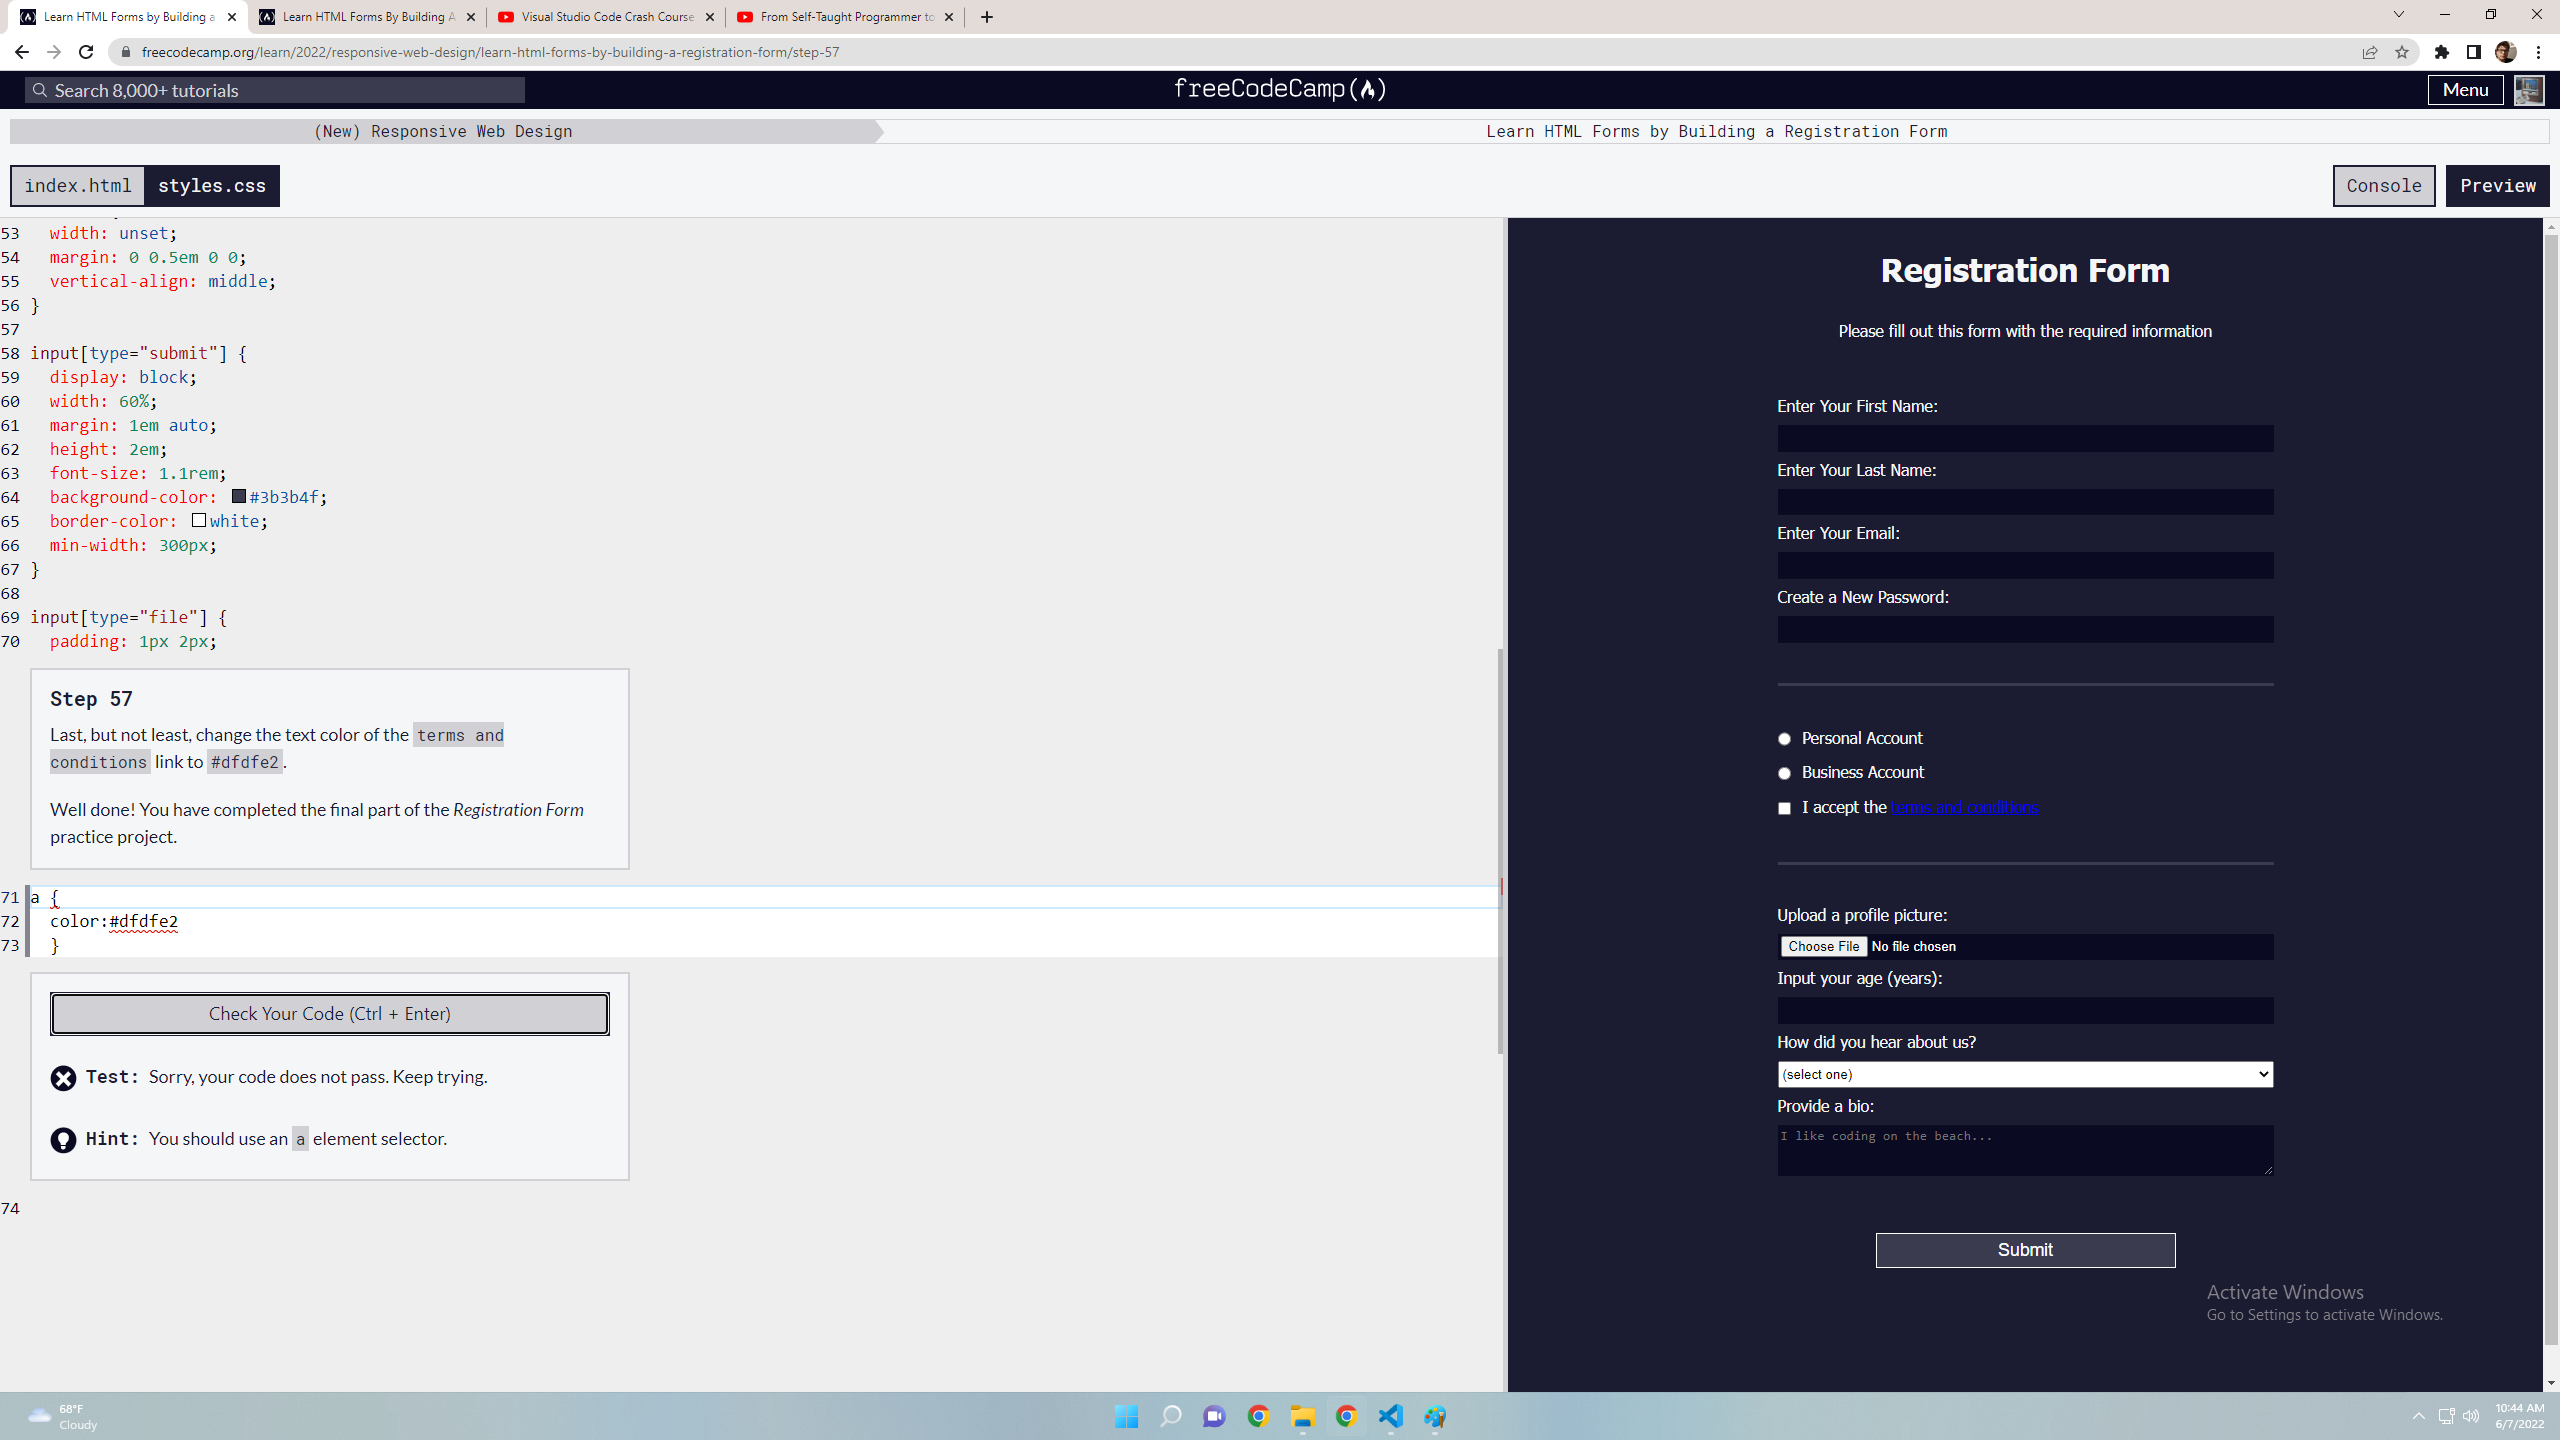 Learn HTML Forms by Building a
Learn HTML Forms By Building A
Visual Studio Code Crash Course
From Self-Taught Programmer to
freecodecamp.org/learn/2022/responsive-web-design/learn-html-forms-by-building-a-registration-form/step-57
Search 8,000+ tutorials
freeCodeCamp
Menu
(New) Responsive Web Design
Learn HTML Forms by Building a Registration Form
index.html
styles.css
Console
Preview
53 width: unset;
54 margin: 0 0.5em 0 0;
55 vertical-align: middle;
56 }
57
58 input[type="submit"] {
59 display: block;
60 width: 60%;
61 margin: 1em auto;
62 height: 2em;
63 font-size: 1.1rem;
64 background-color: #3b3b4f;
65 border-color: white;
66 min-width: 300px;
67 }
68
69 input[type="file"] {
70 padding: 1px 2px;
Step 57
Last, but not least, change the text color of the terms and
conditions link to #dfdfe2.
Well done! You have completed the final part of the Registration Form
practice project.
71 a {
72 color:#dfdfe2
73 }
Check Your Code (Ctrl + Enter)
Test: Sorry, your code does not pass. Keep trying.
Hint: You should use an a element selector.
74
Registration Form
Please fill out this form with the required information
Enter Your First Name:
Enter Your Last Name:
Enter Your Email:
Create a New Password:
Personal Account
Business Account
I accept the terms and conditions
Upload a profile picture:
Choose File No file chosen
Input your age (years):
How did you hear about us?
(select one)
Provide a bio:
I like coding on the beach...
Submit
Activate Windows
Go to Settings to activate Windows.
68°F
Cloudy
10:44 AM
6/7/2022